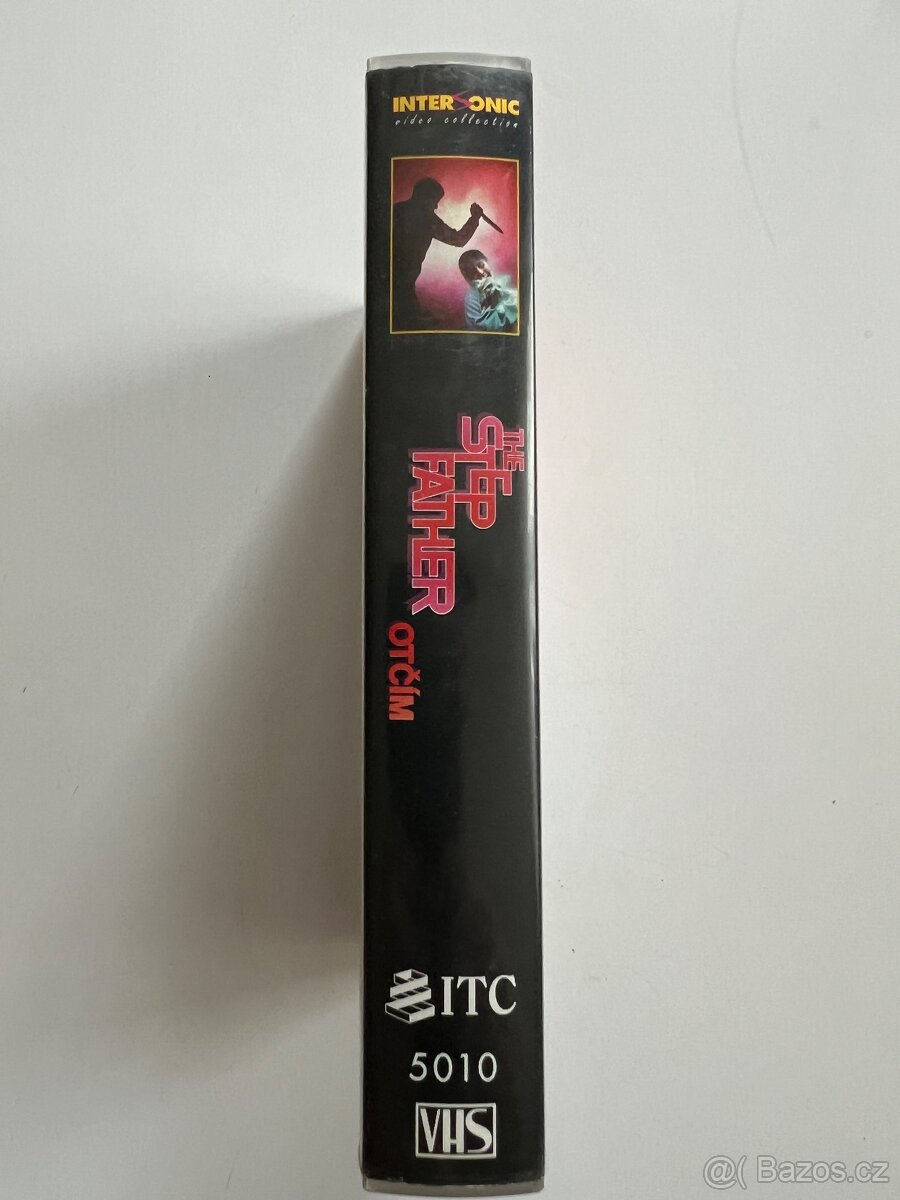 INTERSONIC
video collection
THE
STEP
FATHER
OTČÍM
ITC
5010
VHS
@( Bazos.cz